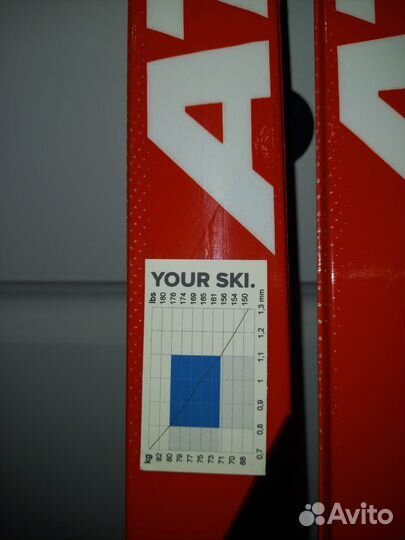 AT
A
YOUR SKI.
lbs 180 176 174 169 165 161 156 154 150
1,3 mm
1,2
1,1
1
0,9
0,8
0,7
kg 82 80 79 77 75 73 71 70 68
Avito